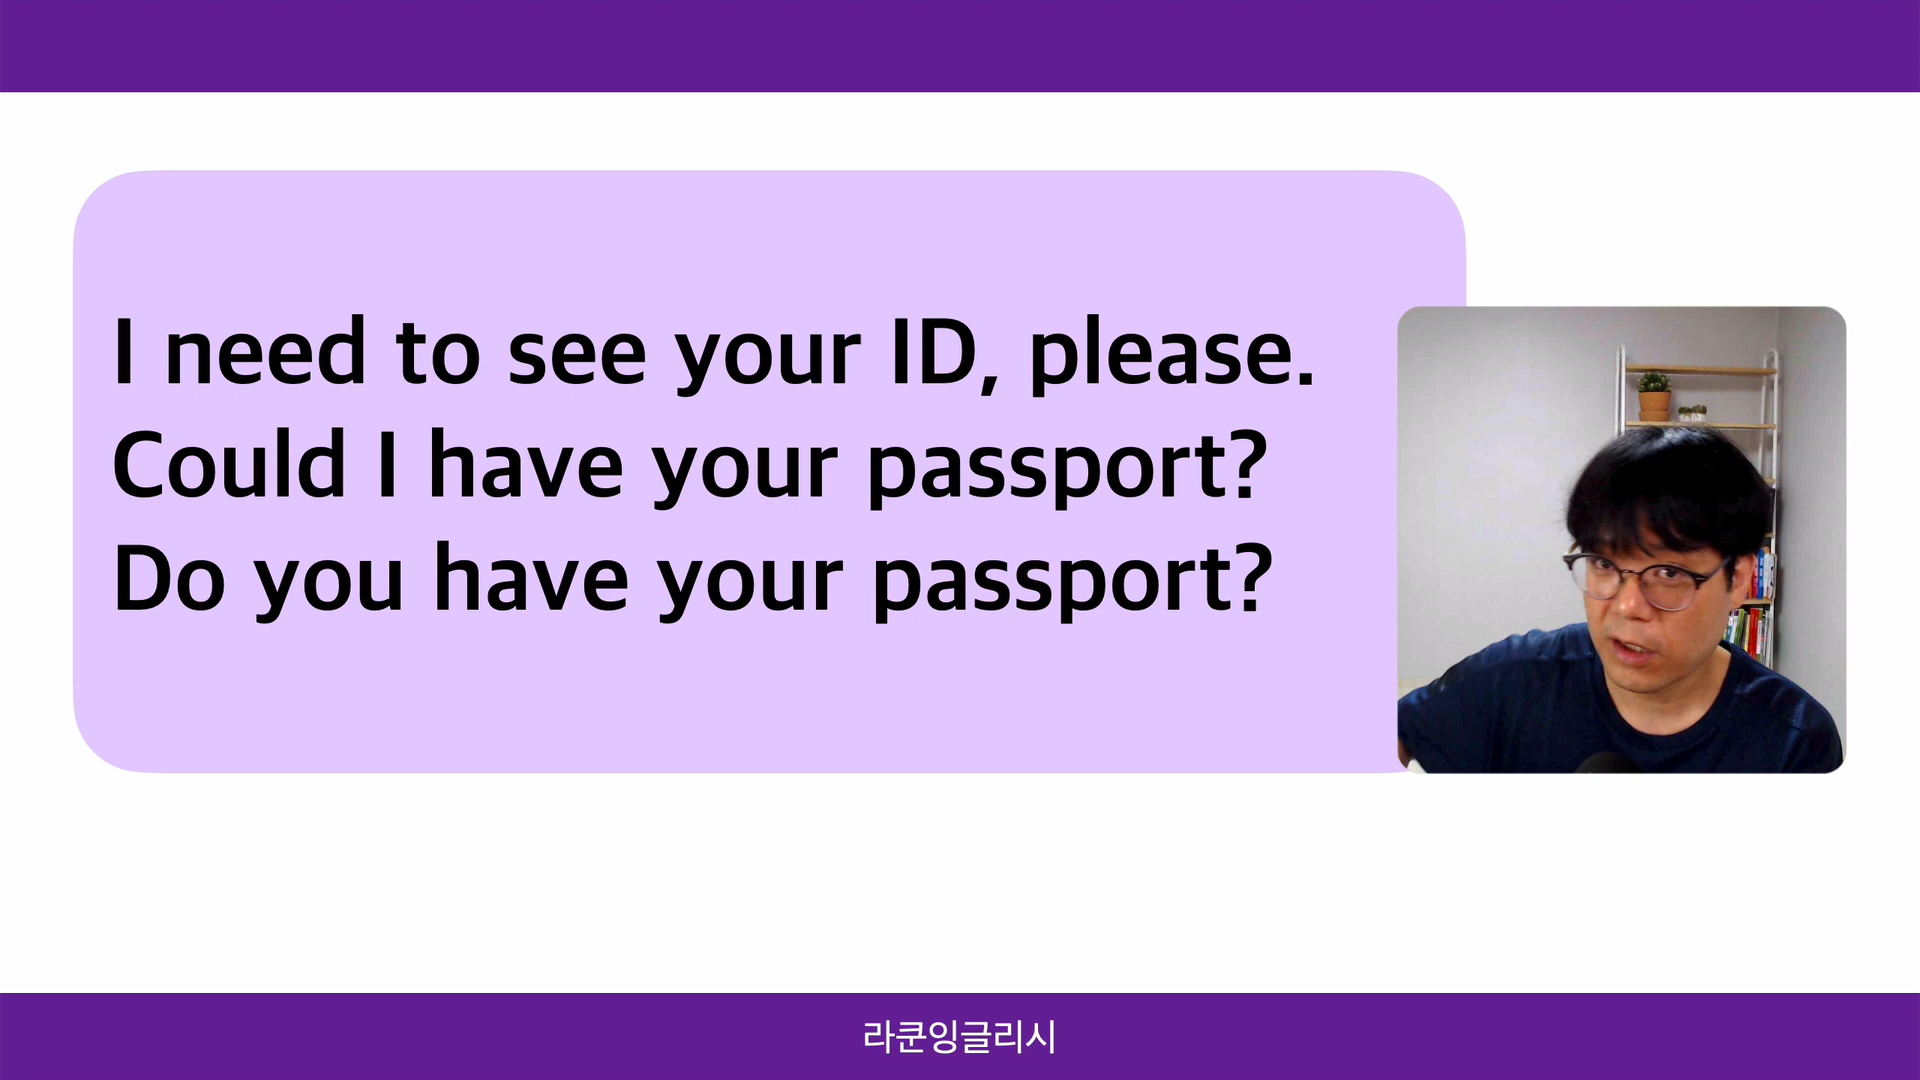 I need to see your ID, please.
Could I have your passport?
Do you have your passport?
라쿤잉글리시